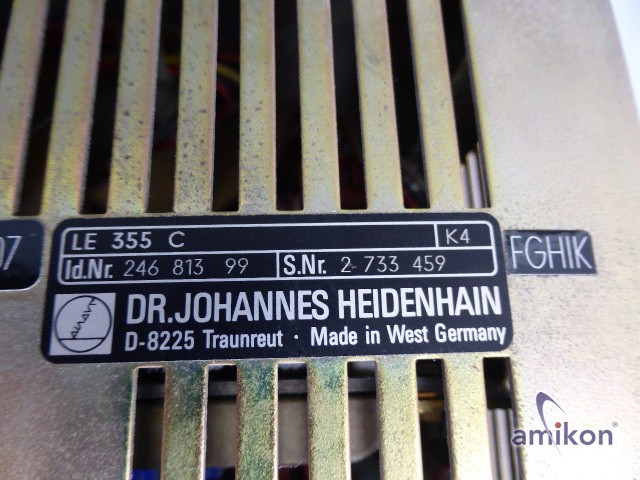 LE 355 C K4
07 Id.Nr. 246 813 99 S.Nr. 2 733 459 FGHIK
DR.JOHANNES HEIDENHAIN
D-8225 Traunreut · Made in West Germany
amikon®